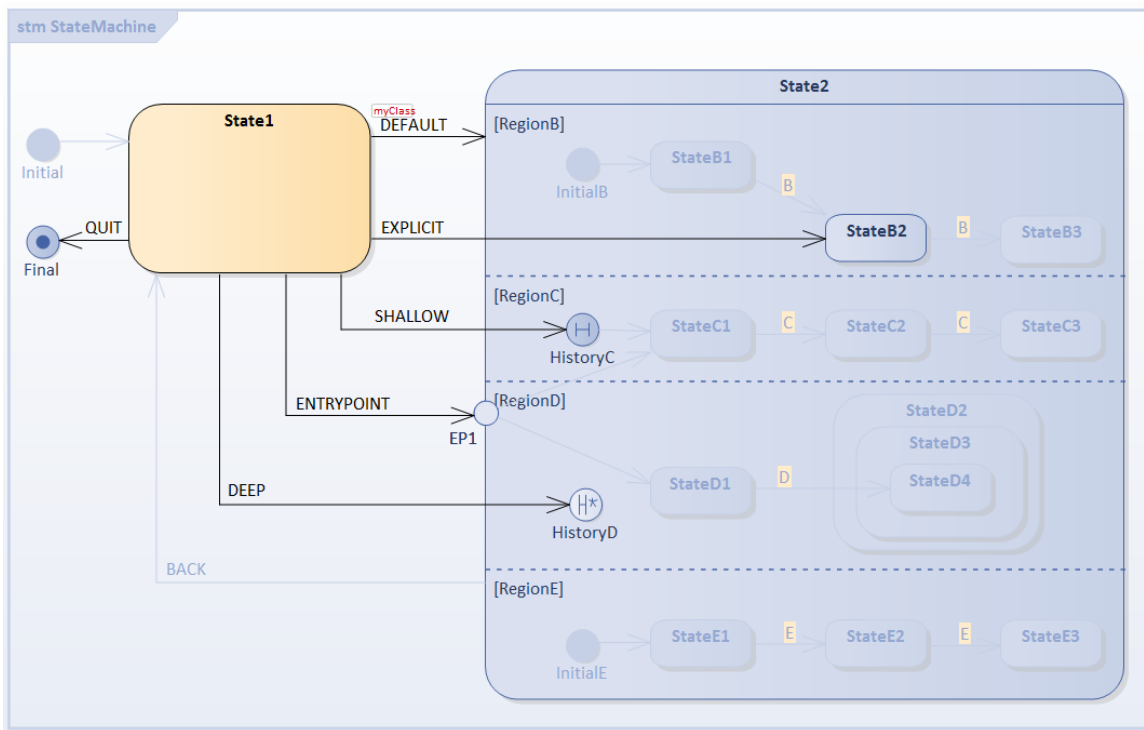 stm StateMachine
State2
State1
myClass
DEFAULT
[RegionB]
Initial
StateB1
InitialB
B
QUIT
EXPLICIT
StateB2
B
StateB3
Final
[RegionC]
SHALLOW
HistoryC
StateC1
C
StateC2
C
StateC3
[RegionD]
ENTRYPOINT
EP1
StateD2
StateD3
StateD1
D
StateD4
DEEP
H*
HistoryD
BACK
[RegionE]
InitialE
StateE1
E
StateE2
E
StateE3
H